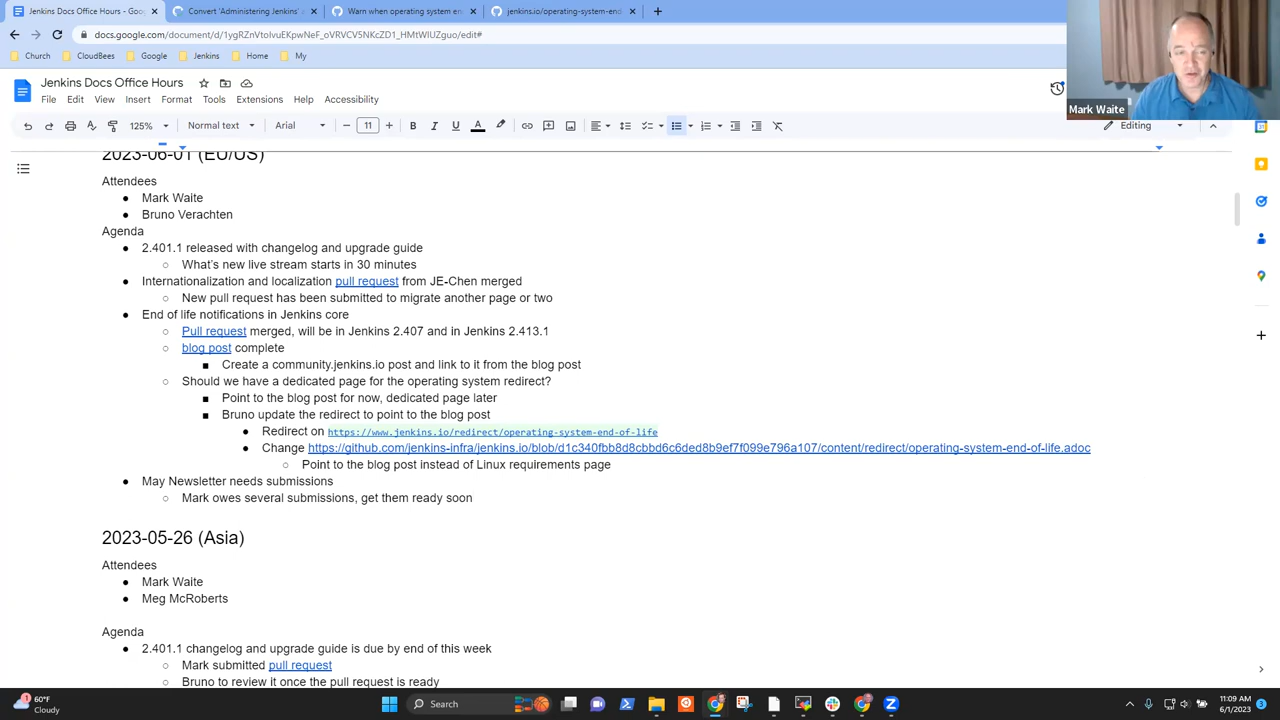 Jenkins Docs Office Hours - Goo
Convert 'Administering Jenkins' a
Warn when operating system en
jenkins.io/operating-system-end-
docs.google.com/document/d/1ygRZnVtoIvuEKpwNeF_oVRVCV5NKcZD1_HMtWIUZguo/edit#
Church
CloudBees
Google
Jenkins
Home
My
Jenkins Docs Office Hours
File Edit View Insert Format Tools Extensions Help Accessibility
Mark Waite
125% Normal text Arial 11 Editing
2023-06-01 (EU/US)
Attendees
● Mark Waite
● Bruno Verachten
Agenda
● 2.401.1 released with changelog and upgrade guide
○ What's new live stream starts in 30 minutes
● Internationalization and localization pull request from JE-Chen merged
○ New pull request has been submitted to migrate another page or two
● End of life notifications in Jenkins core
○ Pull request merged, will be in Jenkins 2.407 and in Jenkins 2.413.1
○ blog post complete
■ Create a community.jenkins.io post and link to it from the blog post
○ Should we have a dedicated page for the operating system redirect?
■ Point to the blog post for now, dedicated page later
■ Bruno update the redirect to point to the blog post
● Redirect on https://www.jenkins.io/redirect/operating-system-end-of-life
● Change https://github.com/jenkins-infra/jenkins.io/blob/d1c340fbb8d8cbbd6c6ded8b9ef7f099e796a107/content/redirect/operating-system-end-of-life.adoc
○ Point to the blog post instead of Linux requirements page
● May Newsletter needs submissions
○ Mark owes several submissions, get them ready soon
2023-05-26 (Asia)
Attendees
● Mark Waite
● Meg McRoberts
Agenda
● 2.401.1 changelog and upgrade guide is due by end of this week
○ Mark submitted pull request
○ Bruno to review it once the pull request is ready
60°F
Cloudy
Search
11:09 AM
6/1/2023